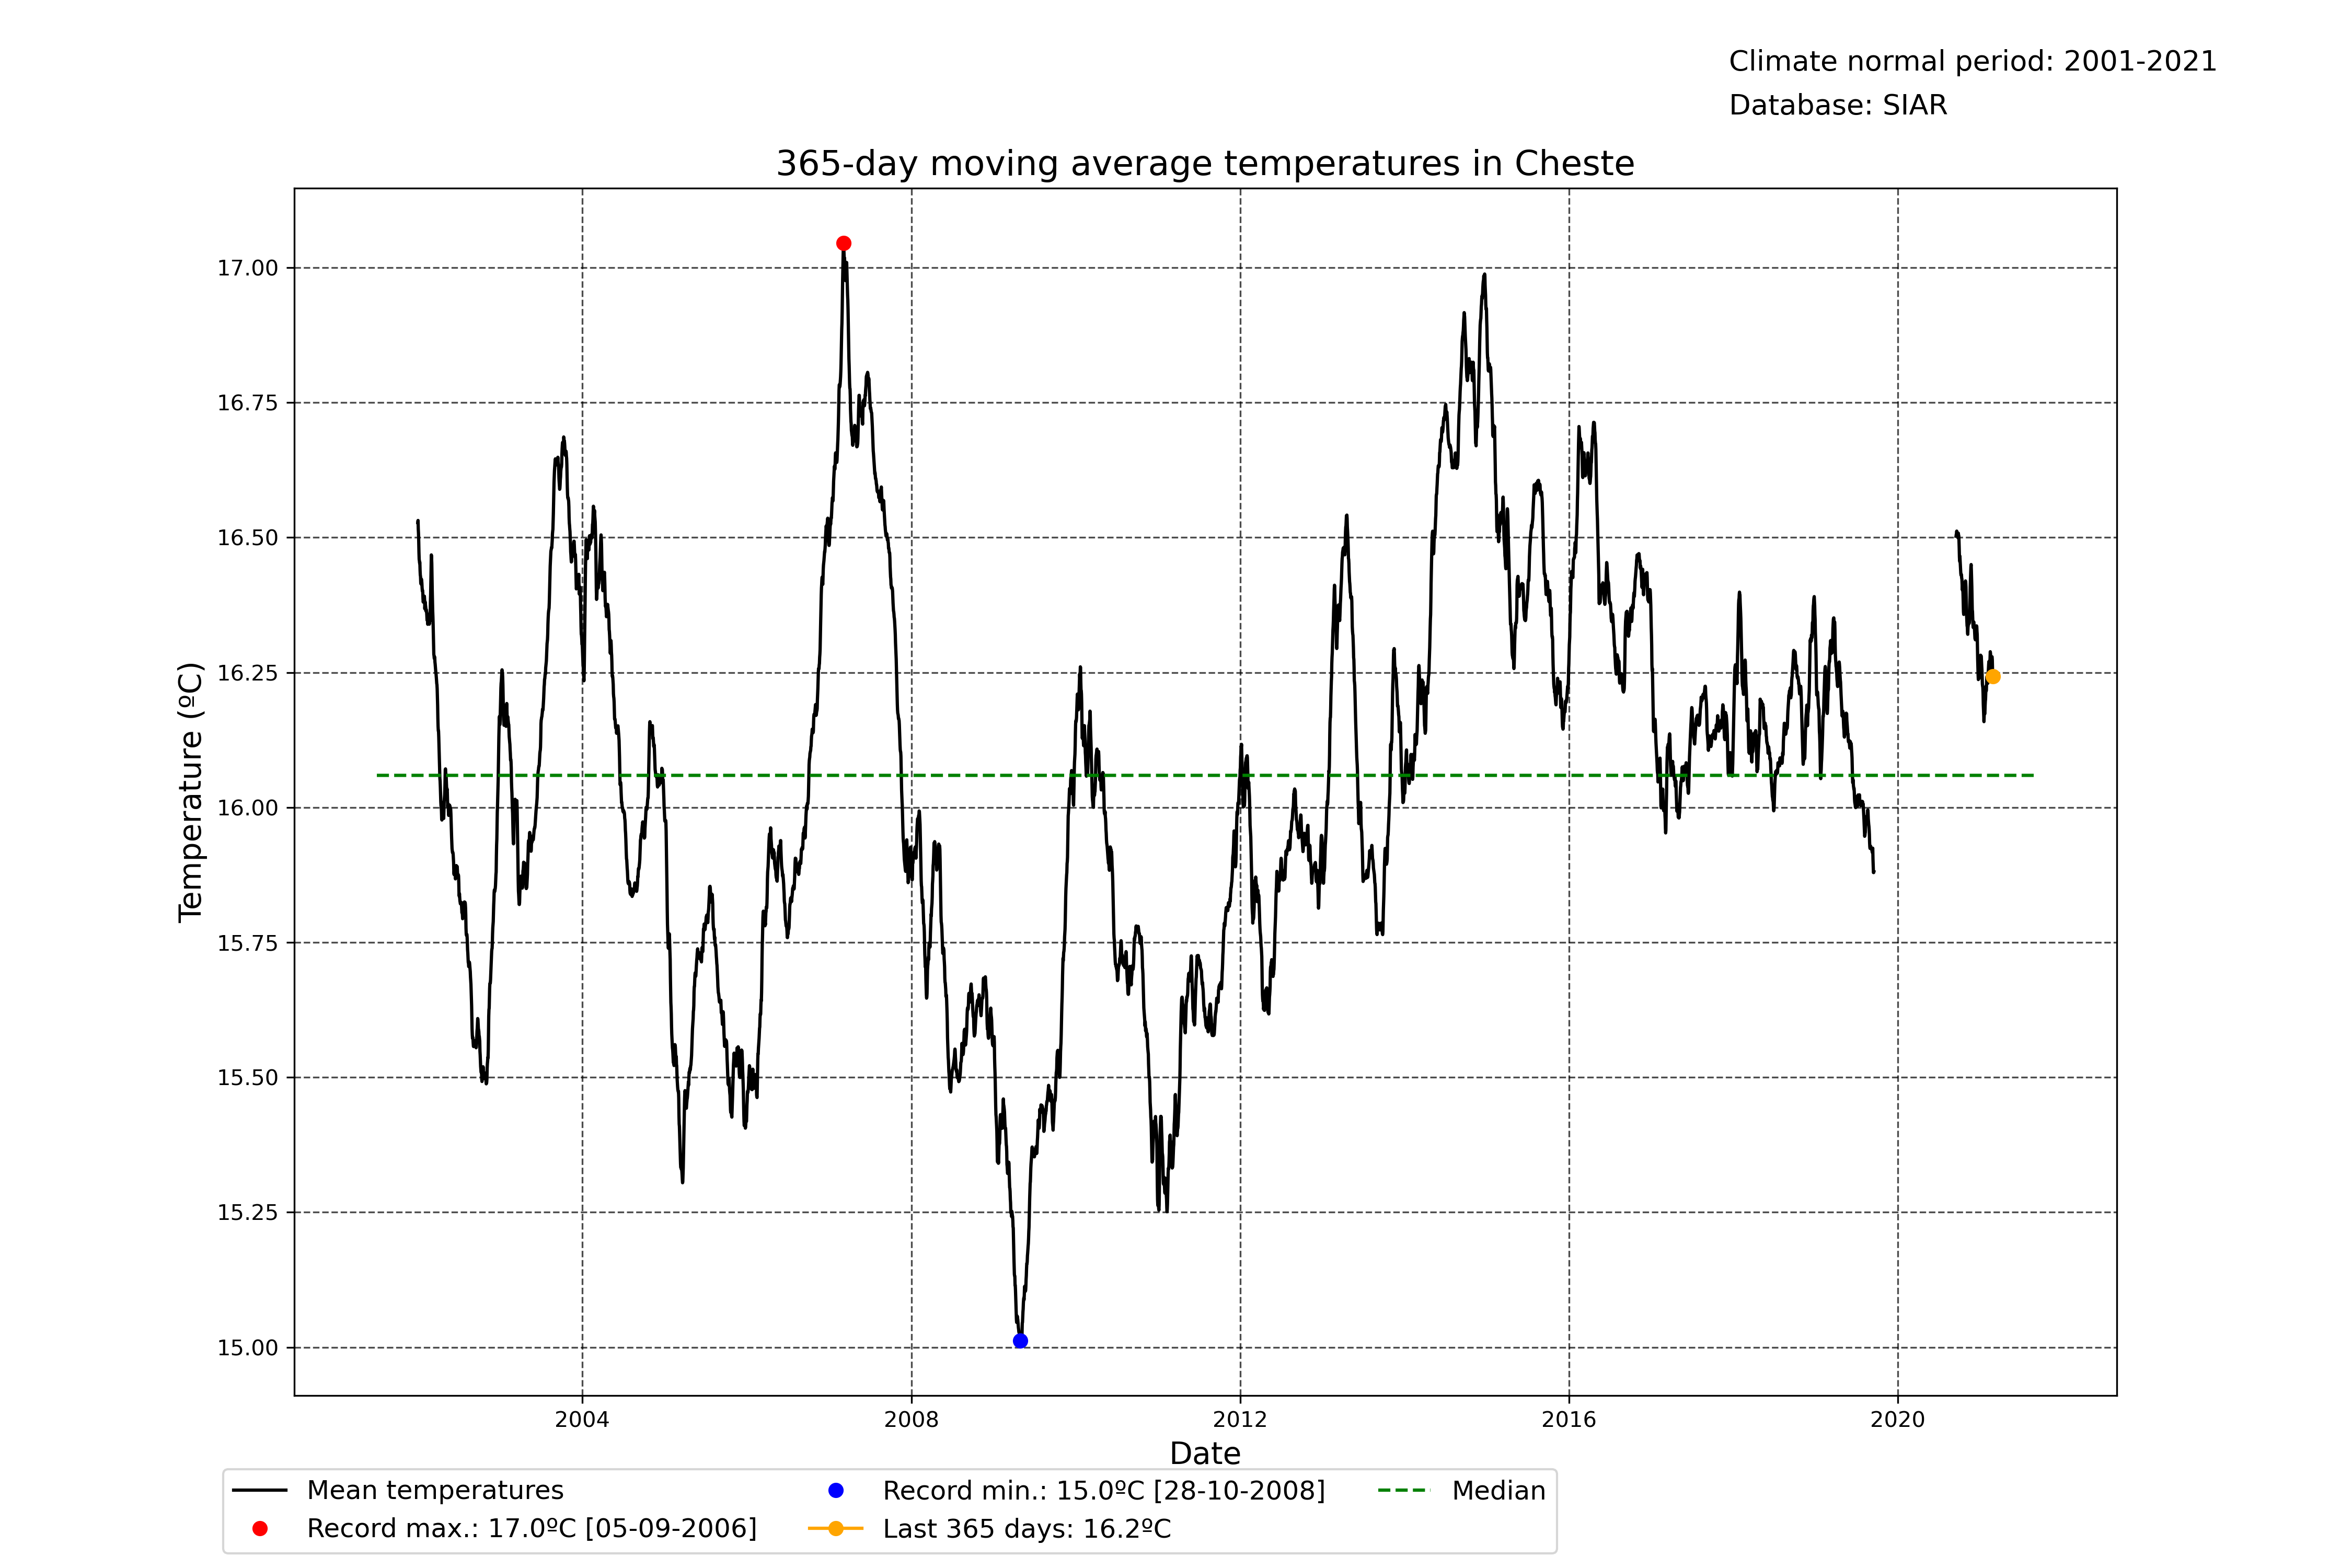 Climate normal period: 2001-2021
Database: SIAR
365-day moving average temperatures in Cheste
Temperature (ºC)
17.00
16.75
16.50
16.25
16.00
15.75
15.50
15.25
15.00
2004
2008
2012
2016
2020
Date
Mean temperatures
Record max.: 17.0ºC [05-09-2006]
Record min.: 15.0ºC [28-10-2008]
Last 365 days: 16.2ºC
Median